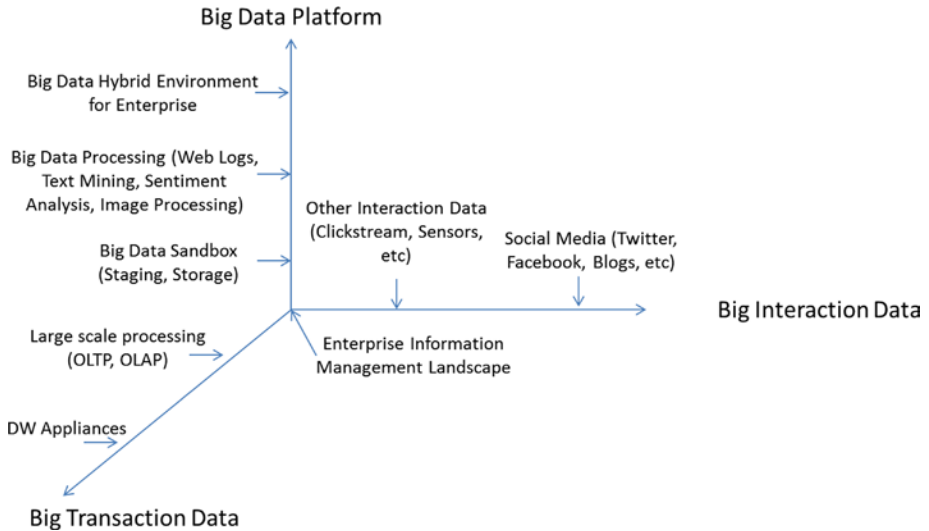 Big Data Platform
Big Data Hybrid Environment
for Enterprise
Big Data Processing (Web Logs,
Text Mining, Sentiment
Analysis, Image Processing)
Other Interaction Data
(Clickstream, Sensors,
etc)
Social Media (Twitter,
Facebook, Blogs, etc)
Big Data Sandbox
(Staging, Storage)
Big Interaction Data
Large scale processing
(OLTP, OLAP)
Enterprise Information
Management Landscape
DW Appliances
Big Transaction Data